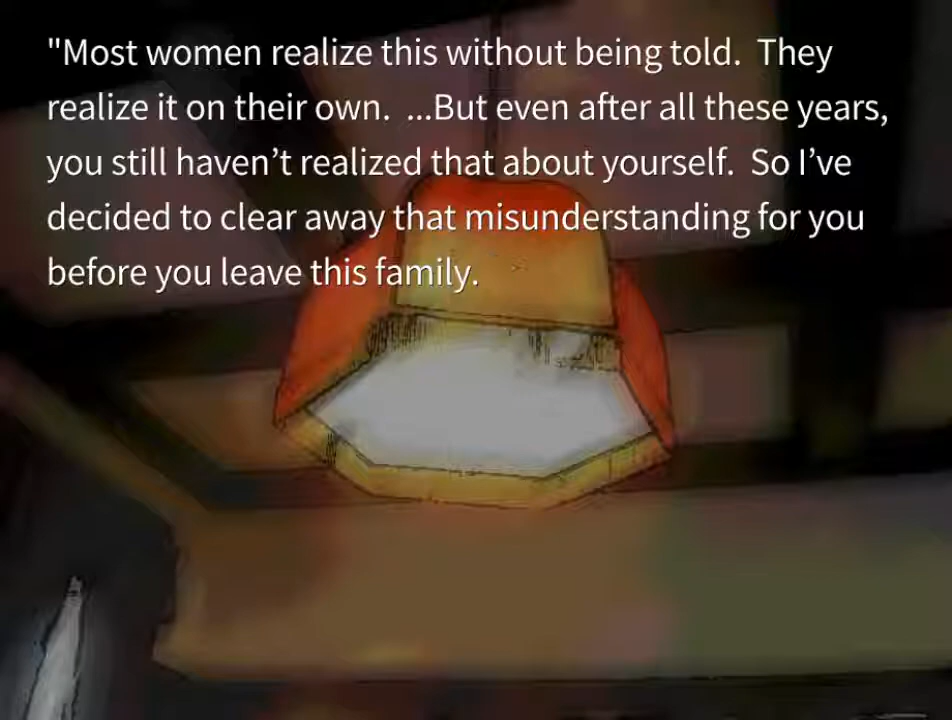 "Most women realize this without being told.  They
realize it on their own.  ...But even after all these years,
you still haven’t realized that about yourself.  So I’ve
decided to clear away that misunderstanding for you
before you leave this family.